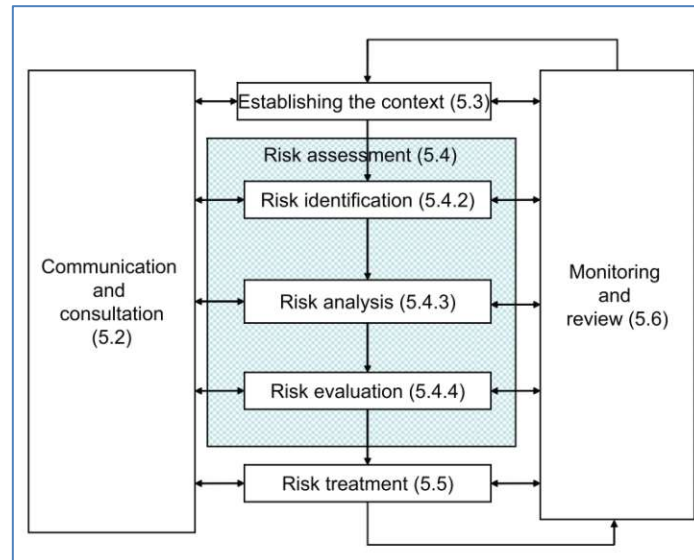 Establishing the context (5.3)
Risk assessment (5.4)
Risk identification (5.4.2)
Communication
and
consultation
(5.2)
Risk analysis (5.4.3)
Monitoring
and
review (5.6)
Risk evaluation (5.4.4)
Risk treatment (5.5)